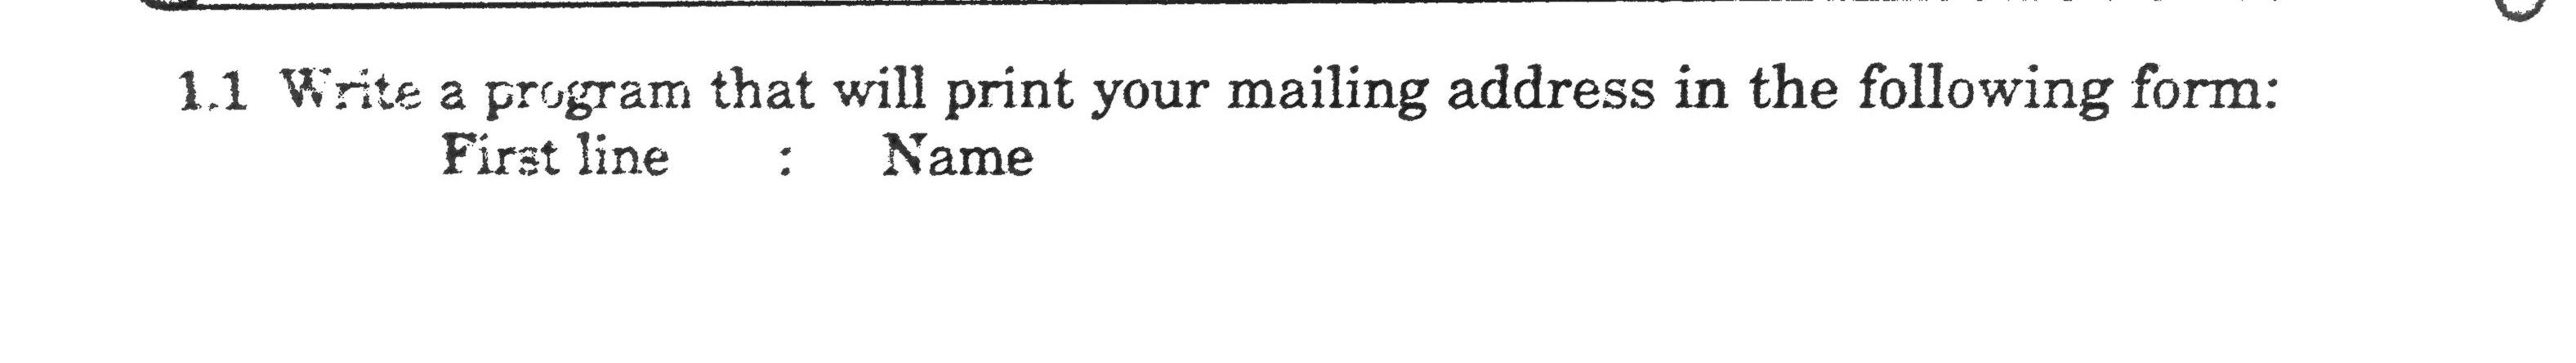 1.1 Write a program that will print your mailing address in the following form:
First line : Name